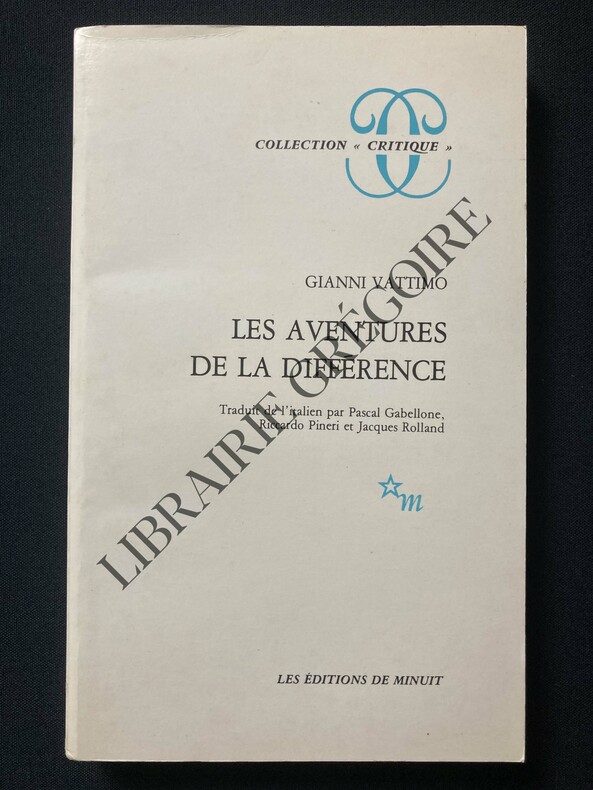 COLLECTION « CRITIQUE »
GIANNI VATTIMO
LES AVENTURES
DE LA DIFFÉRENCE
Traduit de l'italien par Pascal Gabellone,
Riccardo Pineri et Jacques Rolland
m
LES ÉDITIONS DE MINUIT
LIBRAIRIE GRÉGOIRE